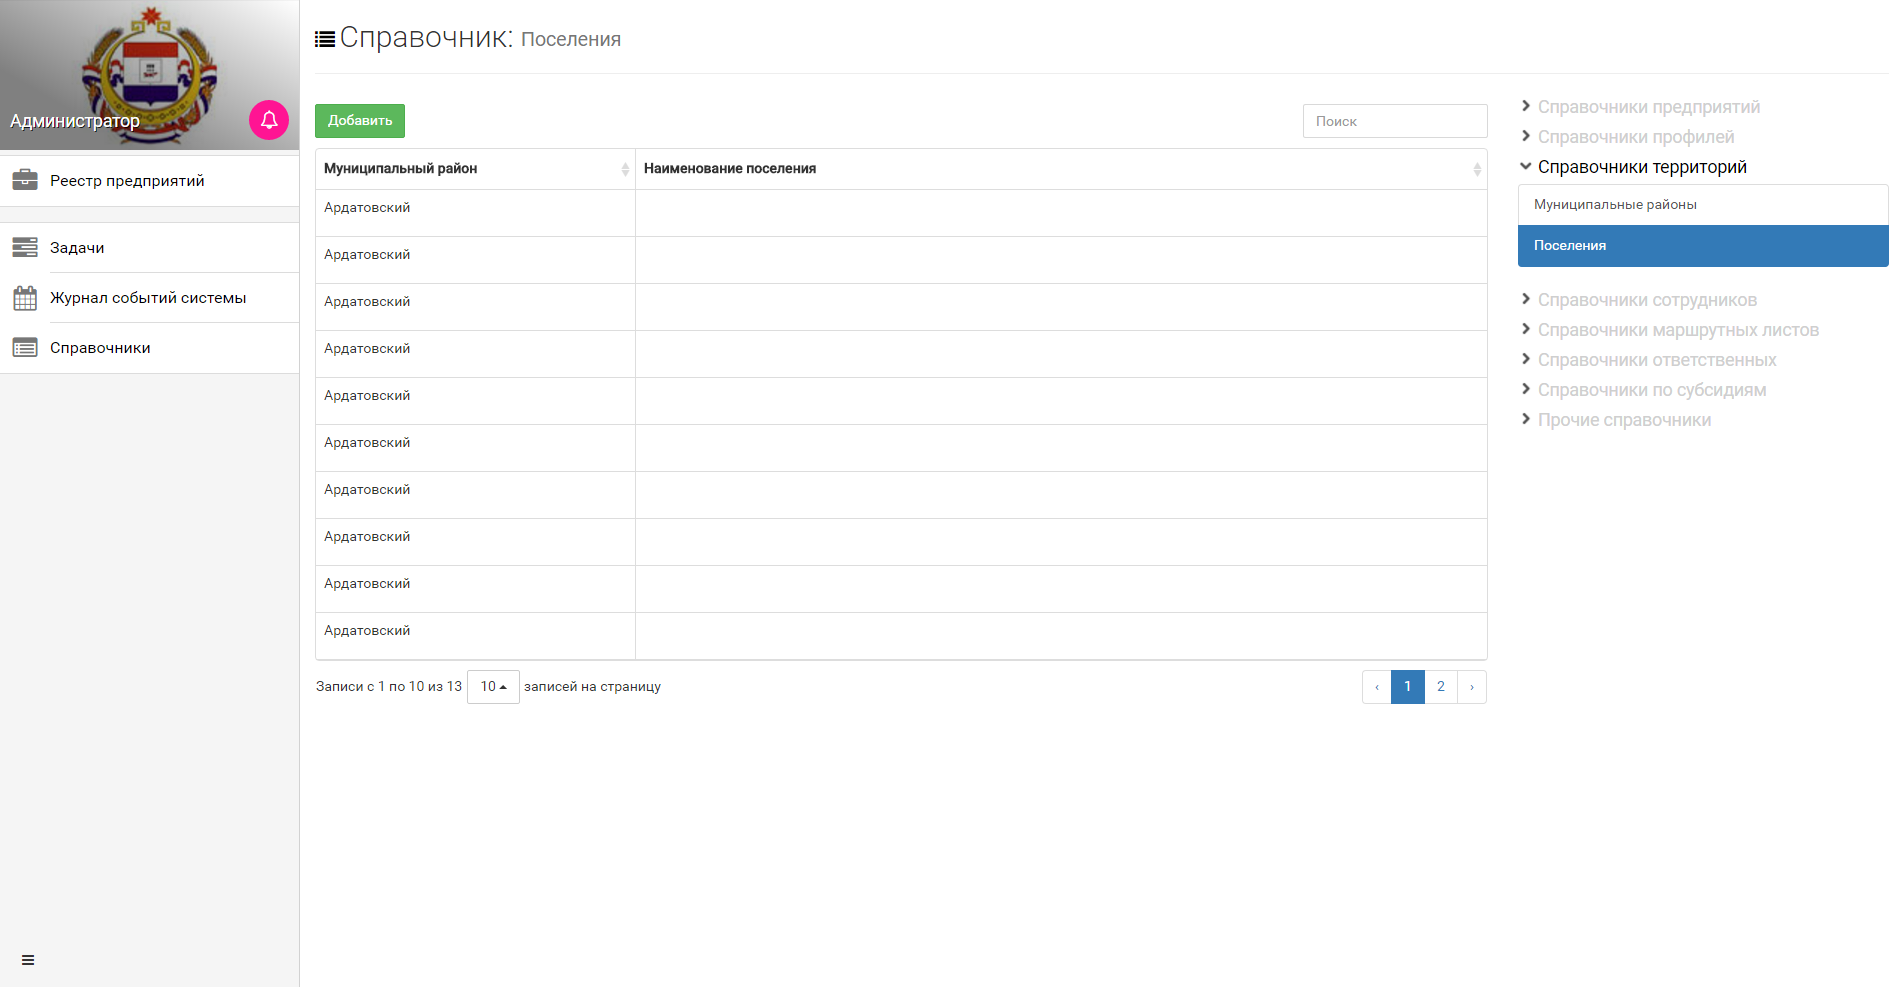 Администратор
Реестр предприятий
Задачи
Журнал событий системы
Справочники
Справочник: Поселения
Добавить
Поиск
Муниципальный район
Наименование поселения
Ардатовский
Ардатовский
Ардатовский
Ардатовский
Ардатовский
Ардатовский
Ардатовский
Ардатовский
Ардатовский
Ардатовский
Записи с 1 по 10 из 13 10 записей на страницу
‹ 1 2 ›
Справочники предприятий
Справочники профилей
Справочники территорий
Муниципальные районы
Поселения
Справочники сотрудников
Справочники маршрутных листов
Справочники ответственных
Справочники по субсидиям
Прочие справочники